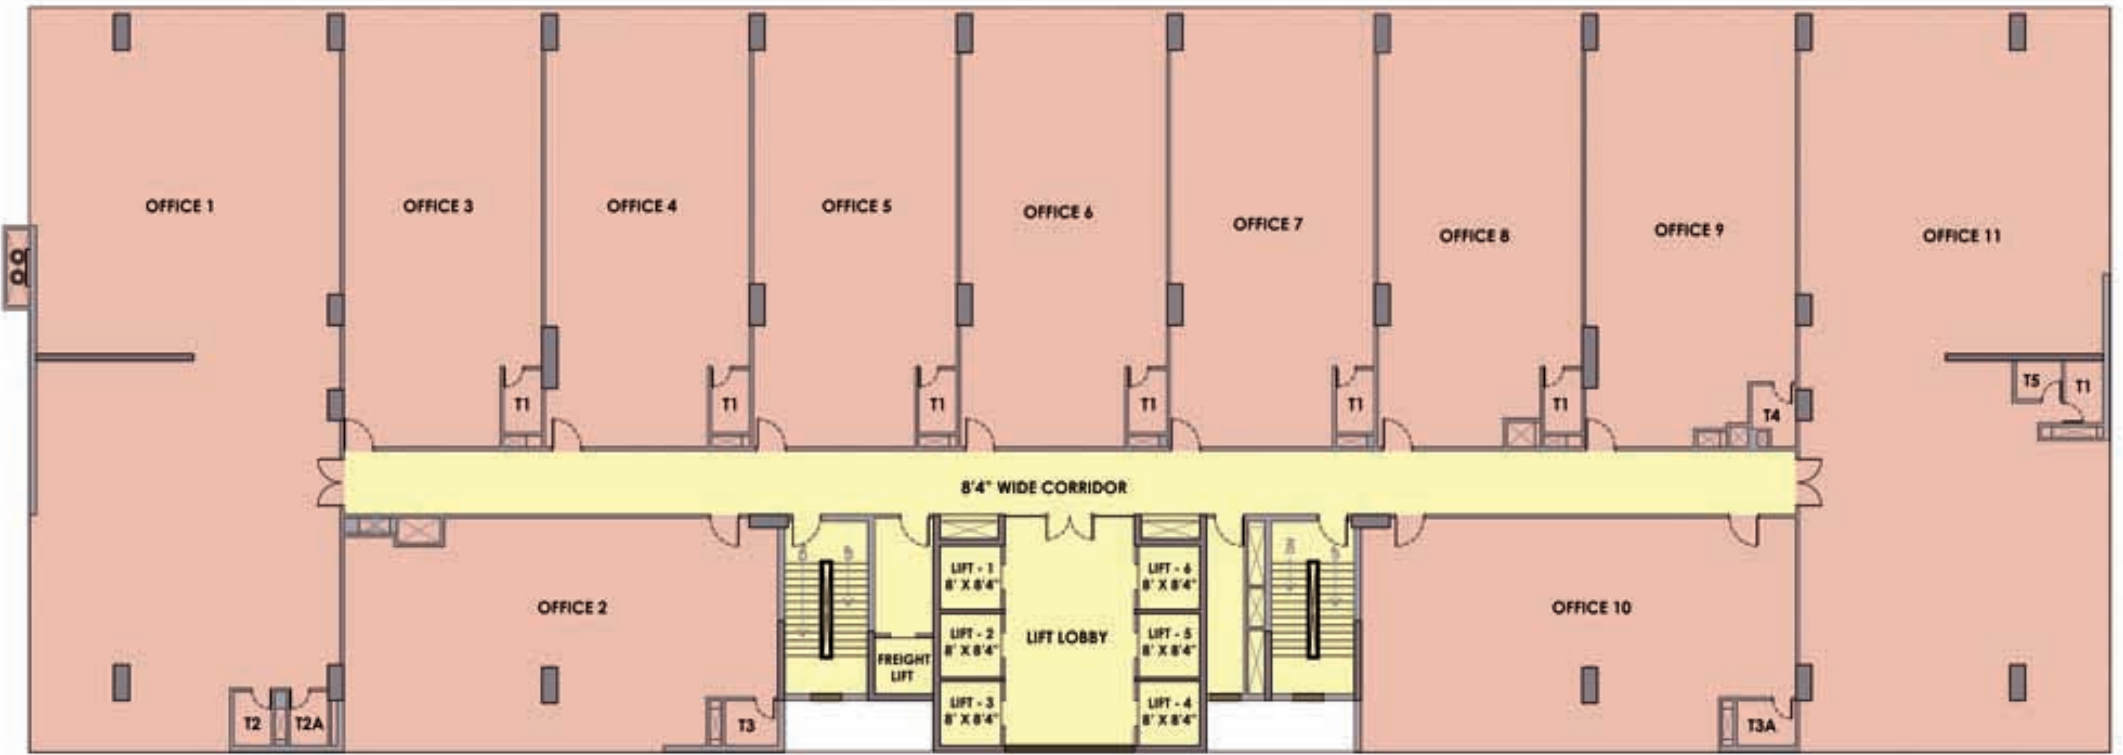 OFFICE 1
OFFICE 3
OFFICE 4
OFFICE 5
OFFICE 6
OFFICE 7
OFFICE 8
OFFICE 9
OFFICE 11
T1
T1
T1
T1
T1
T1
T4
T5
T1
8'4" WIDE CORRIDOR
OFFICE 2
OFFICE 10
LIFT - 1
8' X 8'4"
LIFT - 6
8' X 8'4"
LIFT - 2
8' X 8'4"
LIFT LOBBY
LIFT - 5
8' X 8'4"
FREIGHT
LIFT
LIFT - 3
8' X 8'4"
LIFT - 4
8' X 8'4"
T2
T2A
T3
T3A